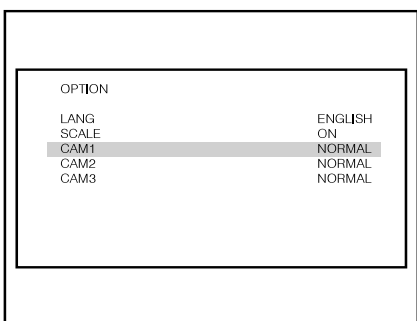 OPTION
LANG ENGLISH
SCALE ON
CAM1 NORMAL
CAM2 NORMAL
CAM3 NORMAL